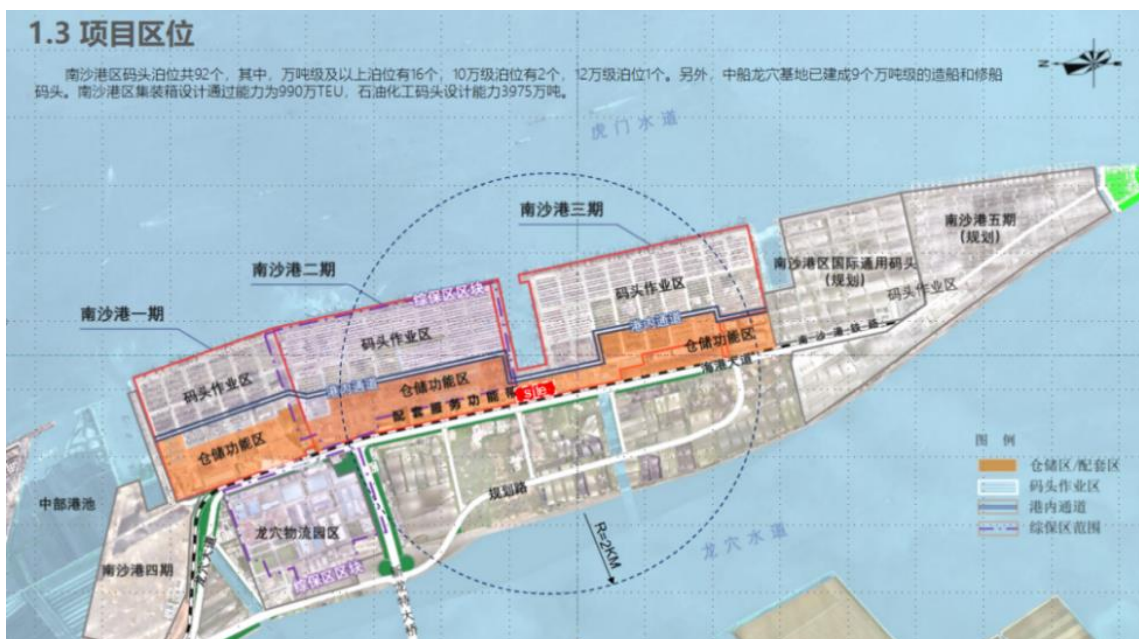 1.3 项目区位
南沙港区码头泊位共92个，其中，万吨级及以上泊位有16个，10万级泊位有2个，12万级泊位1个。另外，中船龙穴基地已建成9个万吨级的造船和修船
码头。南沙港区集装箱设计通过能力为990万TEU，石油化工码头设计能力3975万吨。
N
虎门水道
南沙港三期
南沙港五期
(规划)
南沙港区国际通用码头
(规划)
南沙港二期
综保区区块
码头作业区
码头作业区
南沙港一期
码头作业区
港内通道
南沙港铁路
仓储功能区
码头作业区
港内通道
仓储功能区
海港大道
site
配套服务功能带
仓储功能区
规划路
中部港池
龙穴物流园区
R=2KM
龙穴水道
南沙港四期
龙穴大道
综保区区块
图 例
仓储区/配套区
码头作业区
港内通道
综保区范围